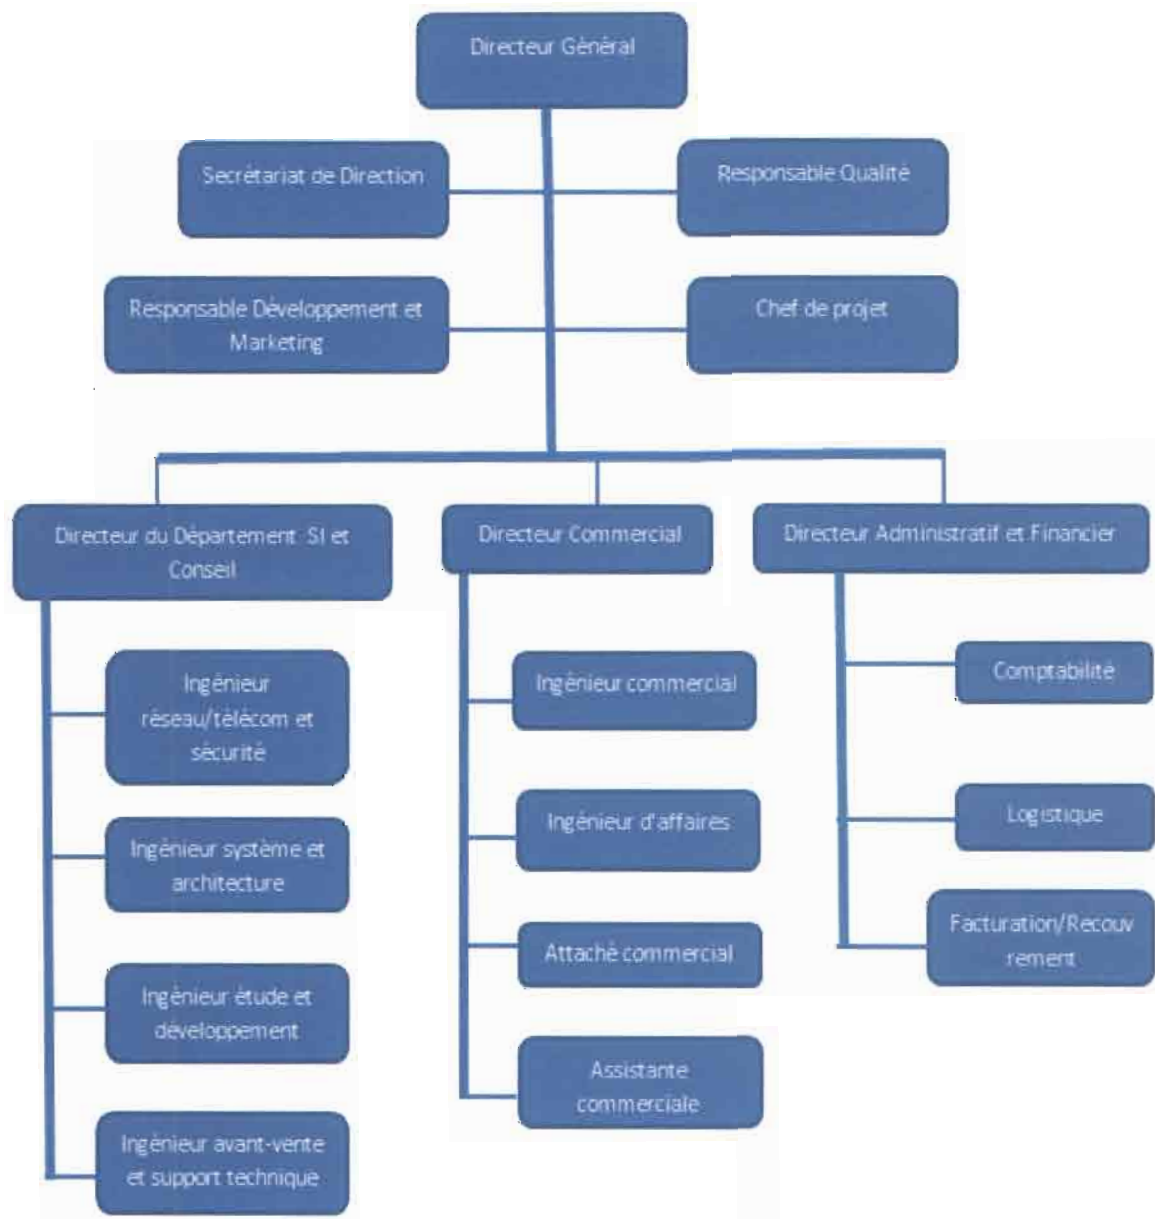 Directeur Général
Secrétariat de Direction
Responsable Qualité
Responsable Développement et
Marketing
Chef de projet
Directeur du Département SI et
Conseil
Directeur Commercial
Directeur Administratif et Financier
Ingénieur
réseau/télécom et
sécurité
Ingénieur système et
architecture
Ingénieur étude et
développement
Ingénieur avant-vente
et support technique
Ingénieur commercial
Ingénieur d'affaires
Attaché commercial
Assistante
commerciale
Comptabilité
Logistique
Facturation/Recouv
rement